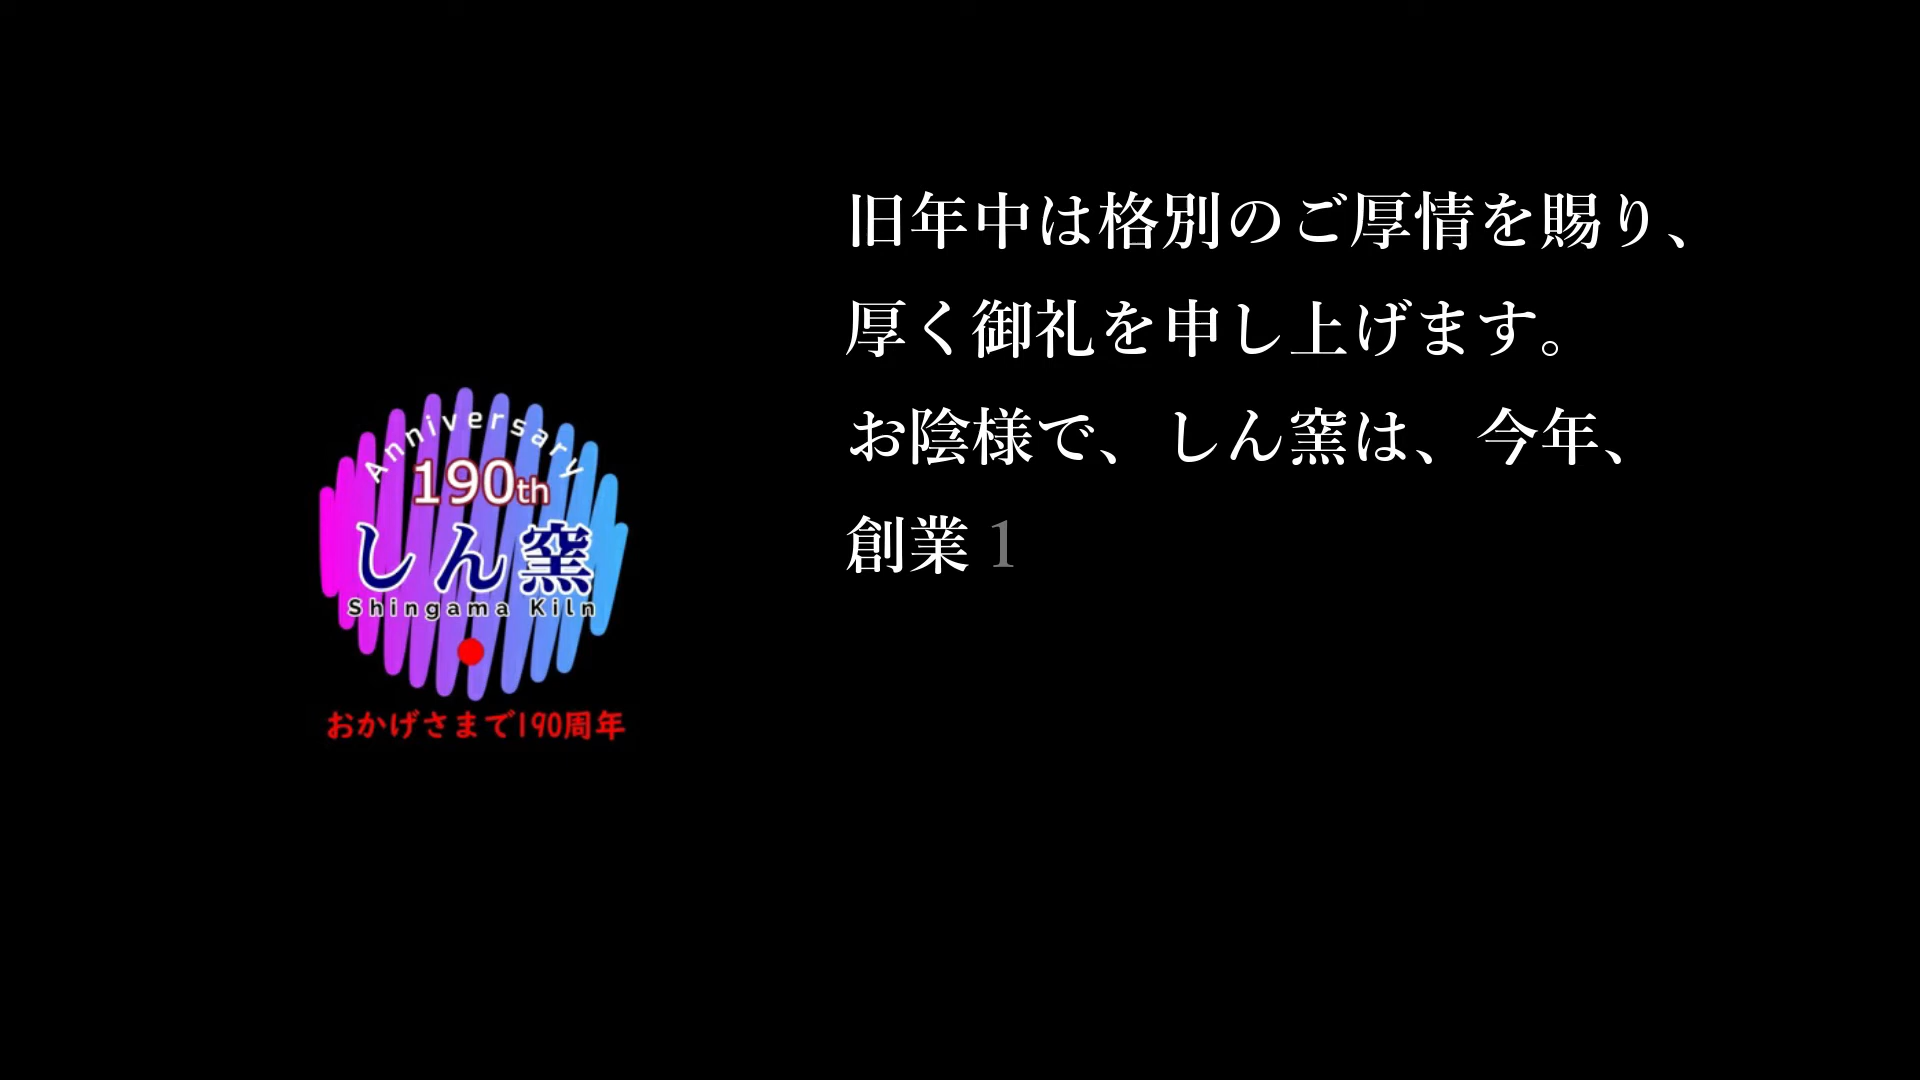 Anniversary
190th
しん窯
Shingama Kiln
おかげさまで190周年
旧年中は格別のご厚情を賜り、
厚く御礼を申し上げます。
お陰様で、しん窯は、今年、
創業 1